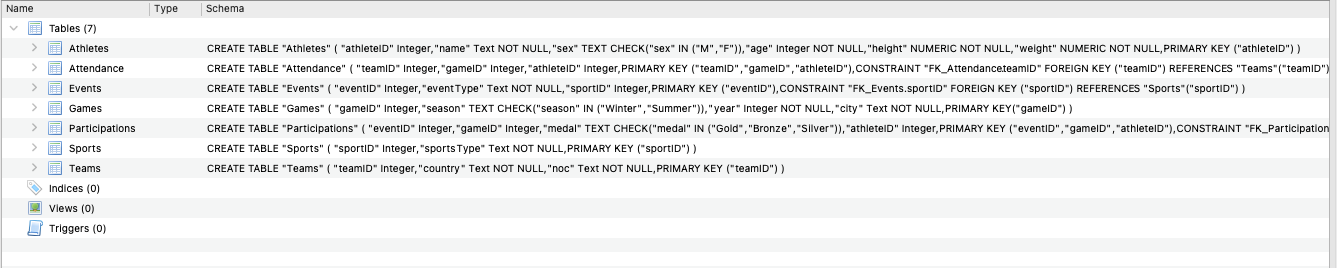 Name Type Schema
Tables (7)
Athletes CREATE TABLE "Athletes" ( "athleteID" Integer,"name" Text NOT NULL,"sex" TEXT CHECK("sex" IN ("M","F")),"age" Integer NOT NULL,"height" NUMERIC NOT NULL,"weight" NUMERIC NOT NULL,PRIMARY KEY ("athleteID") )
Attendance CREATE TABLE "Attendance" ( "teamID" Integer,"gameID" Integer,"athleteID" Integer,PRIMARY KEY ("teamID","gameID","athleteID"),CONSTRAINT "FK_Attendance.teamID" FOREIGN KEY ("teamID") REFERENCES "Teams"("teamID")
Events CREATE TABLE "Events" ( "eventID" Integer,"eventType" Text NOT NULL,"sportID" Integer,PRIMARY KEY ("eventID"),CONSTRAINT "FK_Events.sportID" FOREIGN KEY ("sportID") REFERENCES "Sports"("sportID") )
Games CREATE TABLE "Games" ( "gameID" Integer,"season" TEXT CHECK("season" IN ("Winter","Summer")),"year" Integer NOT NULL,"city" Text NOT NULL,PRIMARY KEY("gameID") )
Participations CREATE TABLE "Participations" ( "eventID" Integer,"gameID" Integer,"medal" TEXT CHECK("medal" IN ("Gold","Bronze","Silver")),"athleteID" Integer,PRIMARY KEY ("eventID","gameID","athleteID"),CONSTRAINT "FK_Participation
Sports CREATE TABLE "Sports" ( "sportID" Integer,"sportsType" Text NOT NULL,PRIMARY KEY ("sportID") )
Teams CREATE TABLE "Teams" ( "teamID" Integer,"country" Text NOT NULL,"noc" Text NOT NULL,PRIMARY KEY ("teamID") )
Indices (0)
Views (0)
Triggers (0)